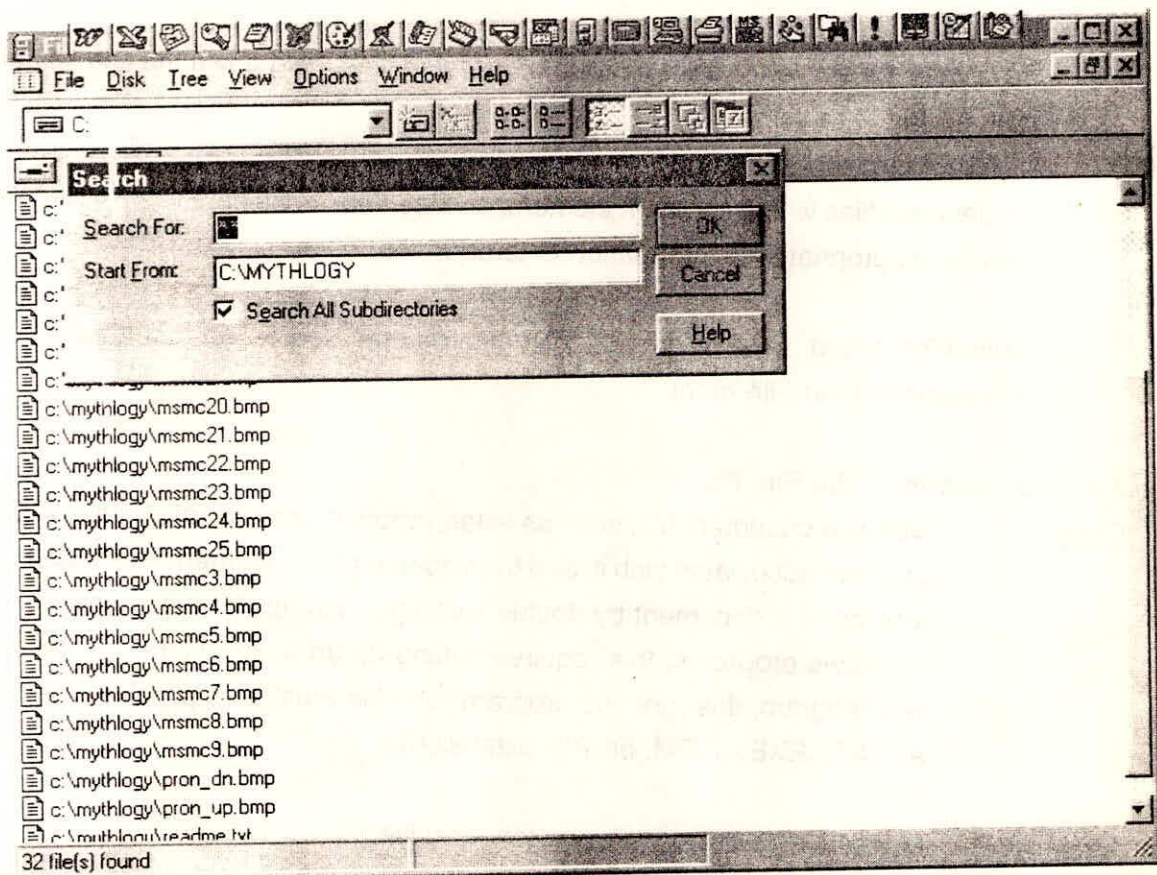 File Disk Tree View Options Window Help
C:
Search
Search For: *.*
OK
Start From: C:\MYTHLOGY
Cancel
Search All Subdirectories
Help
c:\
c:\
c:\
c:\
c:\
c:\
c:\
c:\mythlogy\msmc20.bmp
c:\mythlogy\msmc21.bmp
c:\mythlogy\msmc22.bmp
c:\mythlogy\msmc23.bmp
c:\mythlogy\msmc24.bmp
c:\mythlogy\msmc25.bmp
c:\mythlogy\msmc3.bmp
c:\mythlogy\msmc4.bmp
c:\mythlogy\msmc5.bmp
c:\mythlogy\msmc6.bmp
c:\mythlogy\msmc7.bmp
c:\mythlogy\msmc8.bmp
c:\mythlogy\msmc9.bmp
c:\mythlogy\pron_dn.bmp
c:\mythlogy\pron_up.bmp
c:\mythlogy\readme.txt
32 file(s) found